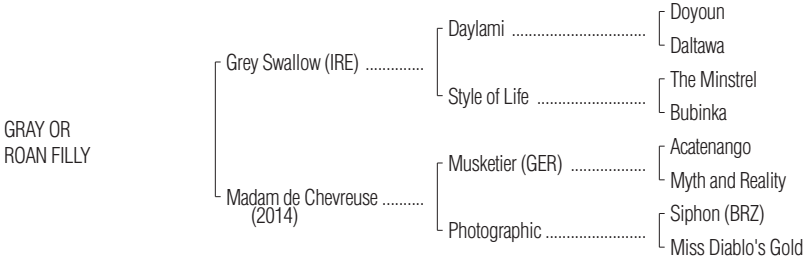 GRAY OR
ROAN FILLY
Grey Swallow (IRE) ..............
Madam de Chevreuse ..........
(2014)
Daylami ................................
Style of Life ..........................
Musketier (GER) ..................
Photographic ........................
Doyoun
Daltawa
The Minstrel
Bubinka
Acatenango
Myth and Reality
Siphon (BRZ)
Miss Diablo's Gold